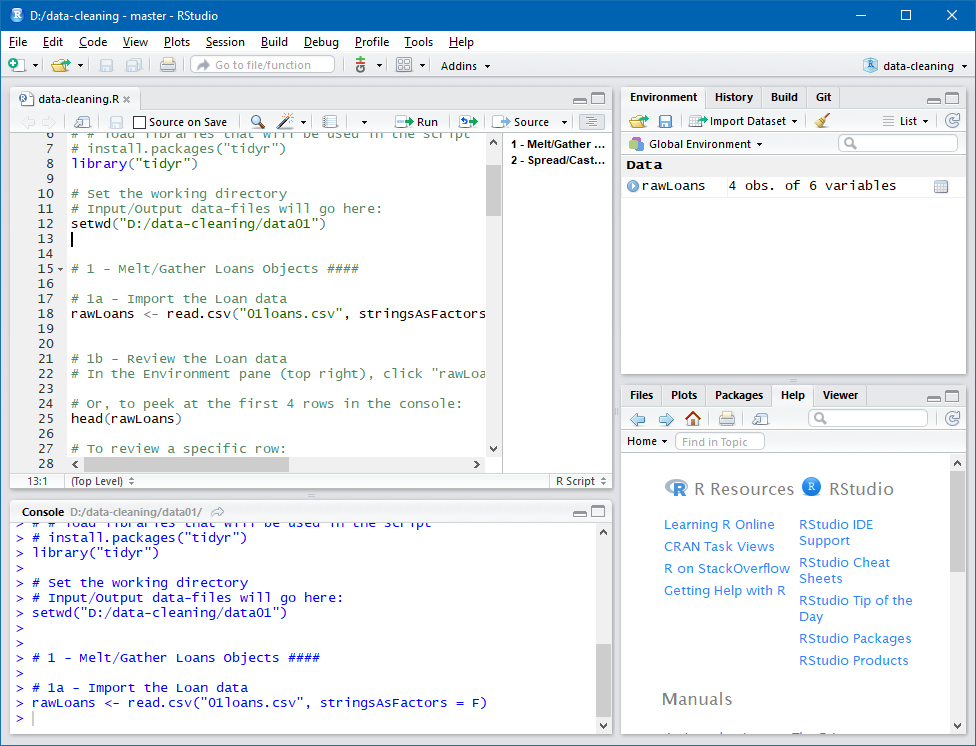 D:/data-cleaning - master - RStudio
File Edit Code View Plots Session Build Debug Profile Tools Help
Go to file/function Addins data-cleaning
data-cleaning.R
Source on Save Run Source
6 # # load libraries that will be used in the script
7 # install.packages("tidyr")
8 library("tidyr")
9
10 # Set the working directory
11 # Input/Output data-files will go here:
12 setwd("D:/data-cleaning/data01")
13
14
15 # 1 - Melt/Gather Loans Objects ####
16
17 # 1a - Import the Loan data
18 rawLoans <- read.csv("01loans.csv", stringsAsFactors
19
20
21 # 1b - Review the Loan data
22 # In the Environment pane (top right), click "rawLoa
23
24 # Or, to peek at the first 4 rows in the console:
25 head(rawLoans)
26
27 # To review a specific row:
28
1 - Melt/Gather ...
2 - Spread/Cast...
13:1 (Top Level) R Script
Console D:/data-cleaning/data01/
> # # load libraries that will be used in the script
> # install.packages("tidyr")
> library("tidyr")
>
> # Set the working directory
> # Input/Output data-files will go here:
> setwd("D:/data-cleaning/data01")
>
>
> # 1 - Melt/Gather Loans Objects ####
>
> # 1a - Import the Loan data
> rawLoans <- read.csv("01loans.csv", stringsAsFactors = F)
>
Environment History Build Git
Import Dataset List
Global Environment
Data
rawLoans 4 obs. of 6 variables
Files Plots Packages Help Viewer
Home Find in Topic
R Resources
Learning R Online
CRAN Task Views
R on StackOverflow
Getting Help with R
RStudio
RStudio IDE
Support
RStudio Cheat
Sheets
RStudio Tip of the
Day
RStudio Packages
RStudio Products
Manuals